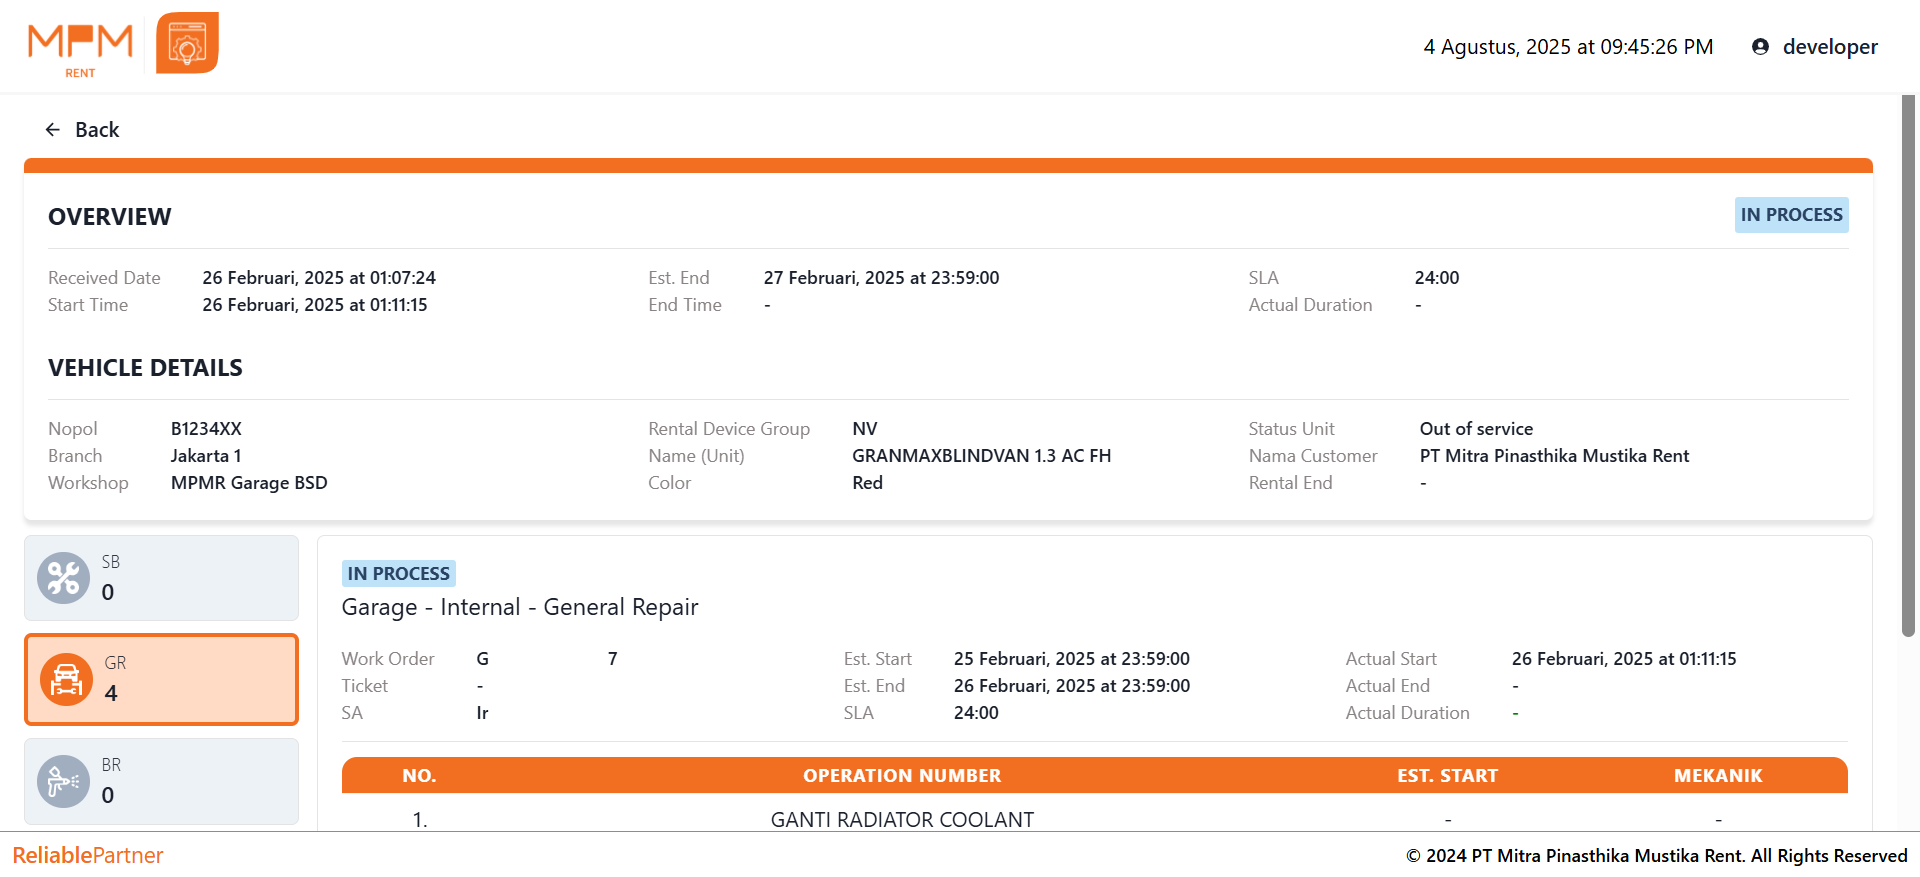 MPM
RENT
4 Agustus, 2025 at 09:45:26 PM
developer
Back
OVERVIEW
IN PROCESS
Received Date 26 Februari, 2025 at 01:07:24 Est. End 27 Februari, 2025 at 23:59:00 SLA 24:00
Start Time 26 Februari, 2025 at 01:11:15 End Time - Actual Duration -
VEHICLE DETAILS
Nopol B1234XX Rental Device Group NV Status Unit Out of service
Branch Jakarta 1 Name (Unit) GRANMAXBLINDVAN 1.3 AC FH Nama Customer PT Mitra Pinasthika Mustika Rent
Workshop MPMR Garage BSD Color Red Rental End -
SB
0
GR
4
BR
0
IN PROCESS
Garage - Internal - General Repair
Work Order G 7 Est. Start 25 Februari, 2025 at 23:59:00 Actual Start 26 Februari, 2025 at 01:11:15
Ticket - Est. End 26 Februari, 2025 at 23:59:00 Actual End -
SA Ir SLA 24:00 Actual Duration -
NO. OPERATION NUMBER EST. START MEKANIK
1. GANTI RADIATOR COOLANT - -
ReliablePartner
© 2024 PT Mitra Pinasthika Mustika Rent. All Rights Reserved